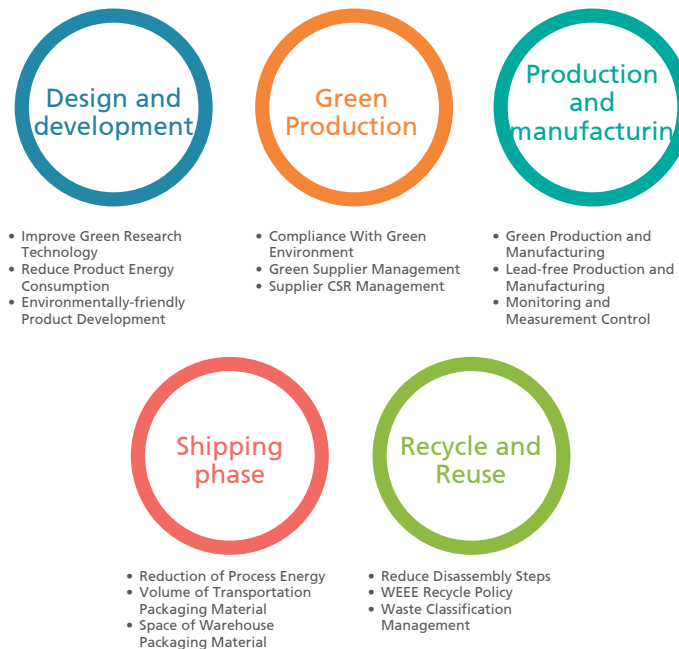 Design and
development
• Improve Green Research
Technology
• Reduce Product Energy
Consumption
• Environmentally-friendly
Product Development
Green
Production
• Compliance With Green
Environment
• Green Supplier Management
• Supplier CSR Management
Production
and
manufacturin
• Green Production and
Manufacturing
• Lead-free Production and
Manufacturing
• Monitoring and
Measurement Control
Shipping
phase
• Reduction of Process Energy
• Volume of Transportation
Packaging Material
• Space of Warehouse
Packaging Material
Recycle and
Reuse
• Reduce Disassembly Steps
• WEEE Recycle Policy
• Waste Classification
Management